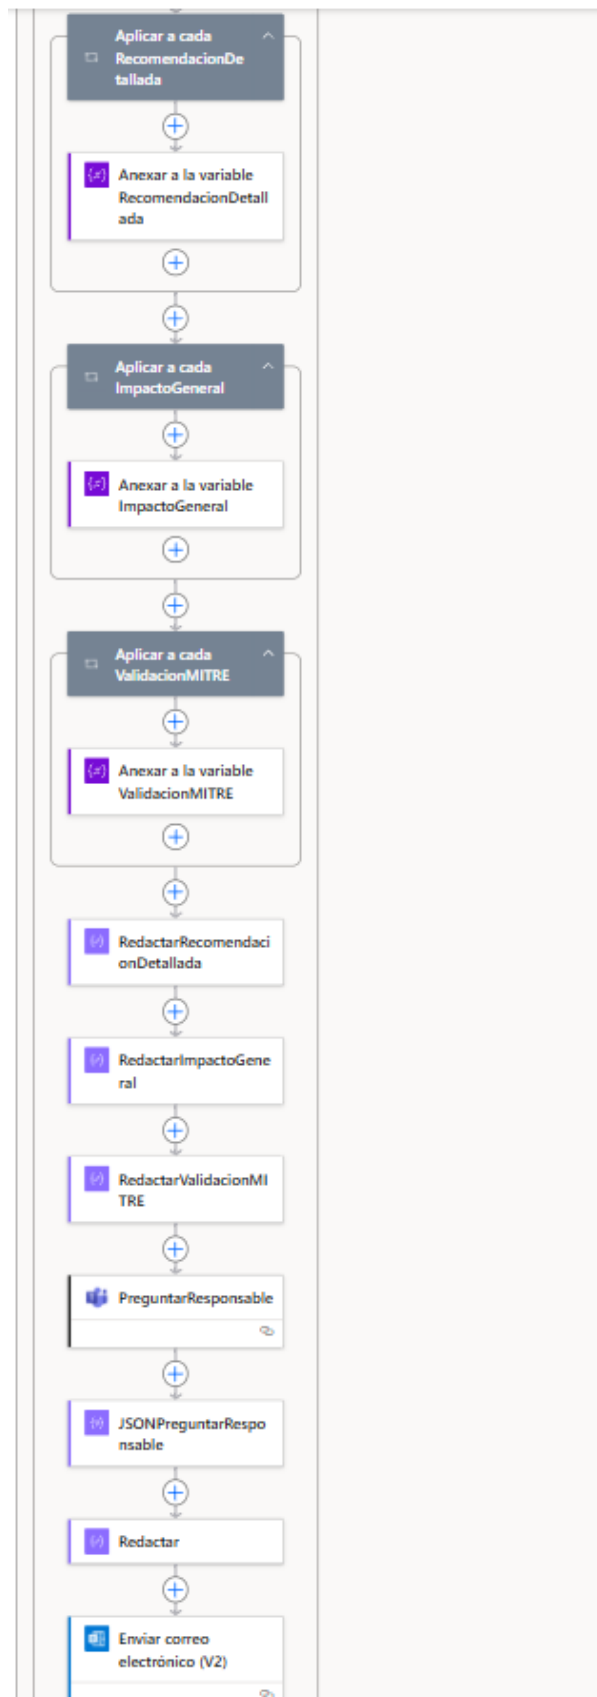 Aplicar a cada
RecomendacionDe
tallada
Anexar a la variable
RecomendacionDetall
ada
Aplicar a cada
ImpactoGeneral
Anexar a la variable
ImpactoGeneral
Aplicar a cada
ValidacionMITRE
Anexar a la variable
ValidacionMITRE
RedactarRecomendaci
onDetallada
RedactarImpactoGene
ral
RedactarValidacionMI
TRE
PreguntarResponsable
JSONPreguntarRespo
nsable
Redactar
Enviar correo
electrónico (V2)